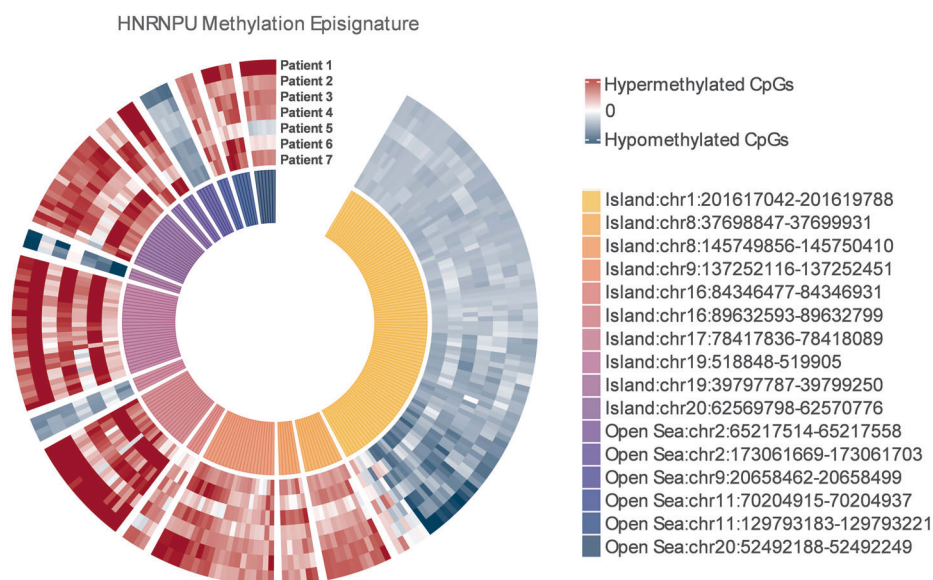 HNRNPU Methylation Episignature
Patient 1
Patient 2
Patient 3
Patient 4
Patient 5
Patient 6
Patient 7
Hypermethylated CpGs
0
Hypomethylated CpGs
Island:chr1:201617042-201619788
Island:chr8:37698847-37699931
Island:chr8:145749856-145750410
Island:chr9:137252116-137252451
Island:chr16:84346477-84346931
Island:chr16:89632593-89632799
Island:chr17:78417836-78418089
Island:chr19:518848-519905
Island:chr19:39797787-39799250
Island:chr20:62569798-62570776
Open Sea:chr2:65217514-65217558
Open Sea:chr2:173061669-173061703
Open Sea:chr9:20658462-20658499
Open Sea:chr11:70204915-70204937
Open Sea:chr11:129793183-129793221
Open Sea:chr20:52492188-52492249